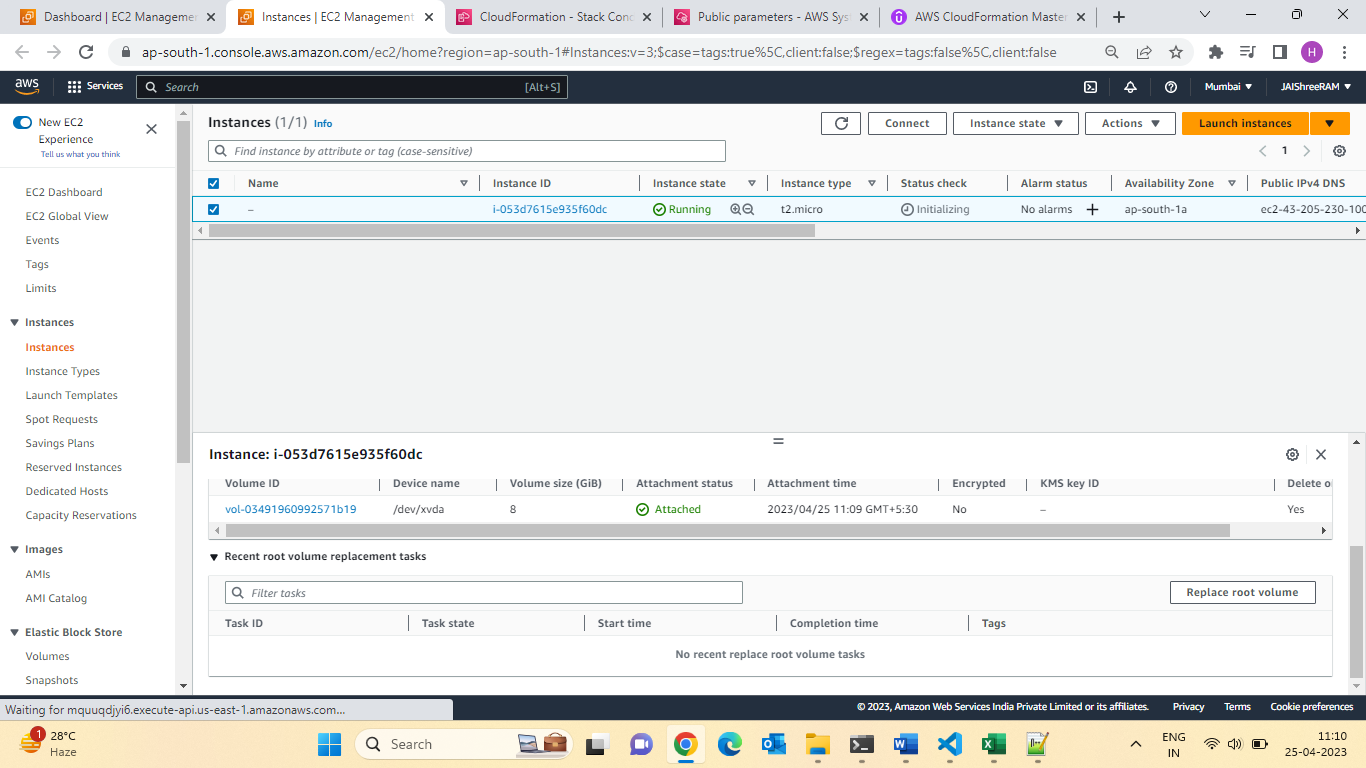 Dashboard | EC2 Manageme
Instances | EC2 Management
CloudFormation - Stack Con
Public parameters - AWS Sys
AWS CloudFormation Master
ap-south-1.console.aws.amazon.com/ec2/home?region=ap-south-1#Instances:v=3;$case=tags:true%5C,client:false;$regex=tags:false%5C,client:false
H
aws
Services
Search
[Alt+S]
Mumbai
JAIShreeRAM
New EC2
Experience
Tell us what you think
EC2 Dashboard
EC2 Global View
Events
Tags
Limits
Instances
Instances
Instance Types
Launch Templates
Spot Requests
Savings Plans
Reserved Instances
Dedicated Hosts
Capacity Reservations
Images
AMIs
AMI Catalog
Elastic Block Store
Volumes
Snapshots
Instances (1/1) Info
Connect
Instance state
Actions
Launch instances
Find instance by attribute or tag (case-sensitive)
1
Name Instance ID Instance state Instance type Status check Alarm status Availability Zone Public IPv4 DNS
– i-053d7615e935f60dc Running t2.micro Initializing No alarms + ap-south-1a ec2-43-205-230-100
Instance: i-053d7615e935f60dc
Volume ID Device name Volume size (GiB) Attachment status Attachment time Encrypted KMS key ID Delete o
vol-03491960992571b19 /dev/xvda 8 Attached 2023/04/25 11:09 GMT+5:30 No – Yes
Recent root volume replacement tasks
Filter tasks
Replace root volume
Task ID Task state Start time Completion time Tags
No recent replace root volume tasks
Waiting for mquuqdjyi6.execute-api.us-east-1.amazonaws.com...
© 2023, Amazon Web Services India Private Limited or its affiliates. Privacy Terms Cookie preferences
1
28°C
Haze
Search
ENG
IN
11:10
25-04-2023